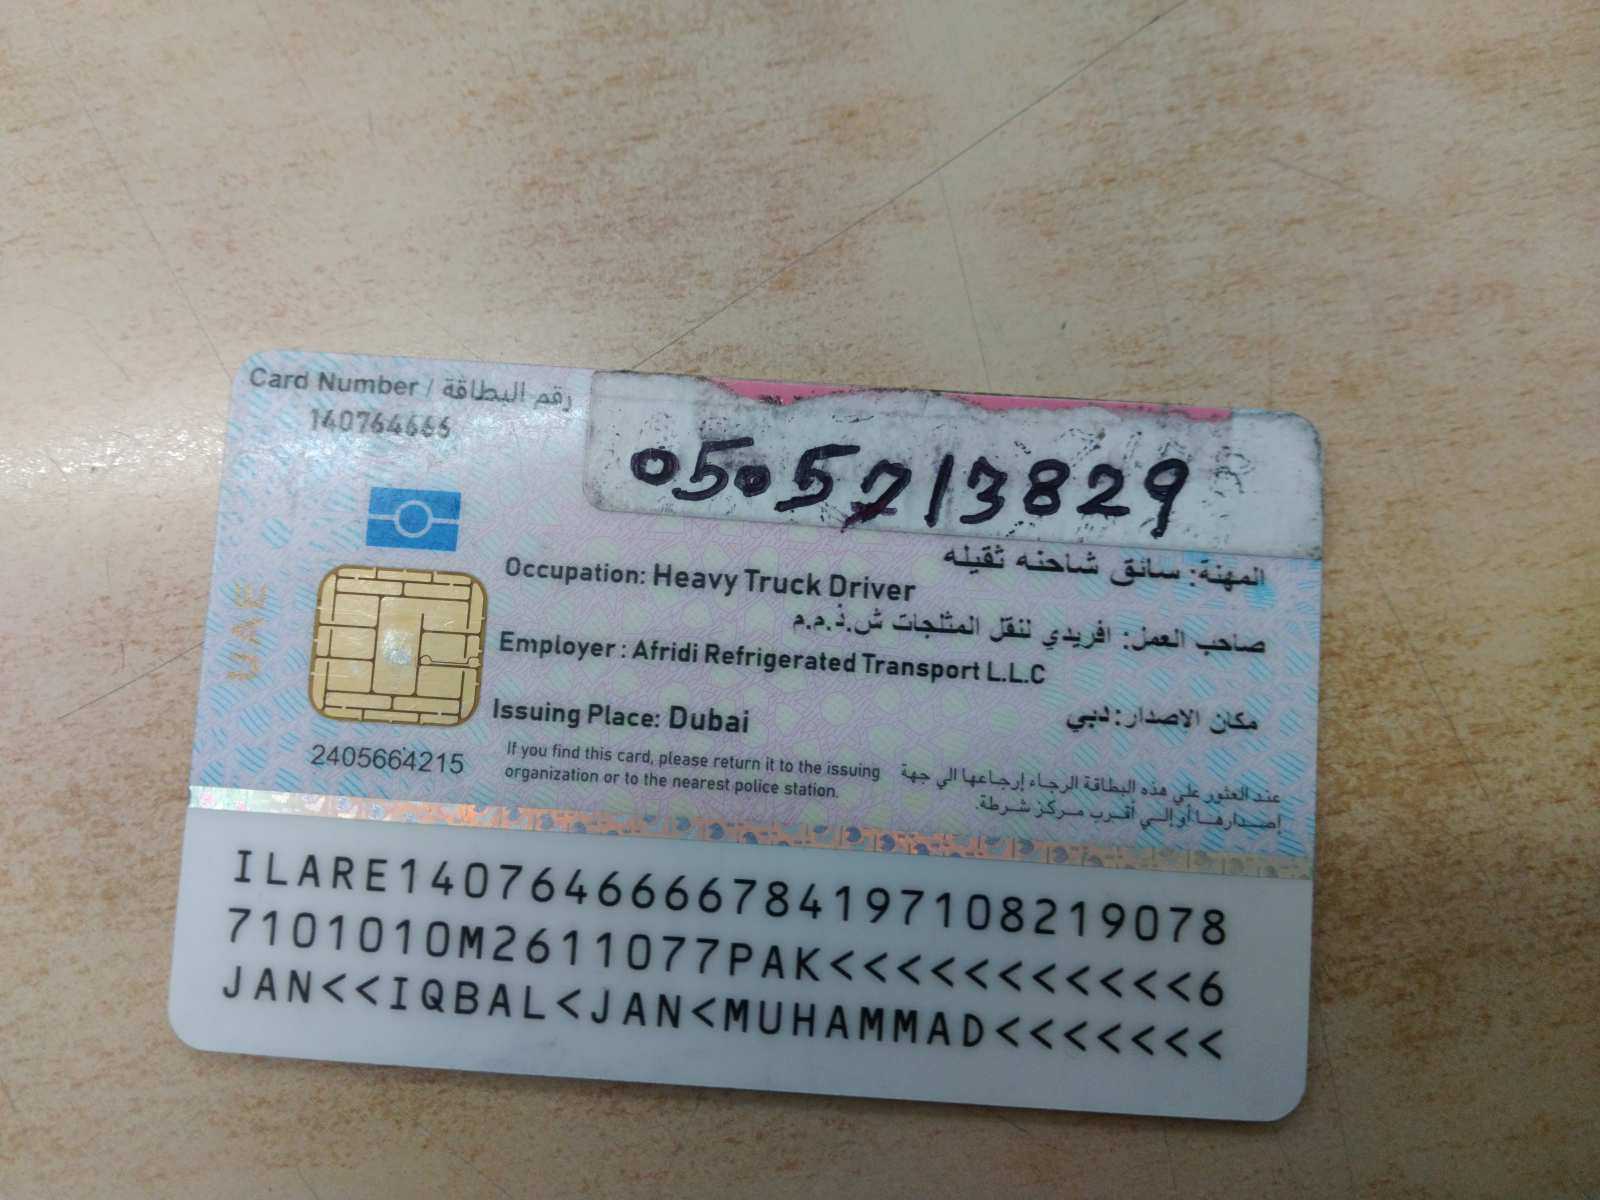 Card Number / رقم البطاقة
140764666
0505713829
المهنة: سائق شاحنه ثقيله
Occupation: Heavy Truck Driver
صاحب العمل: افريدي لنقل المثلجات ش.ذ.م.م
Employer : Afridi Refrigerated Transport L.L.C
Issuing Place: Dubai
مكان الاصدار: دبي
UAE
2405664215
If you find this card, please return it to the issuing
organization or to the nearest police station.
عند العثور علي هذه البطاقة الرجاء إرجاعها الي جهة
إصدارها أو إلي أقرب مركز شرطة.
ILARE1407646666784197108219078
7101010M2611077PAK<<<<<<<<<<<6
JAN<<IQBAL<JAN<MUHAMMAD<<<<<<<